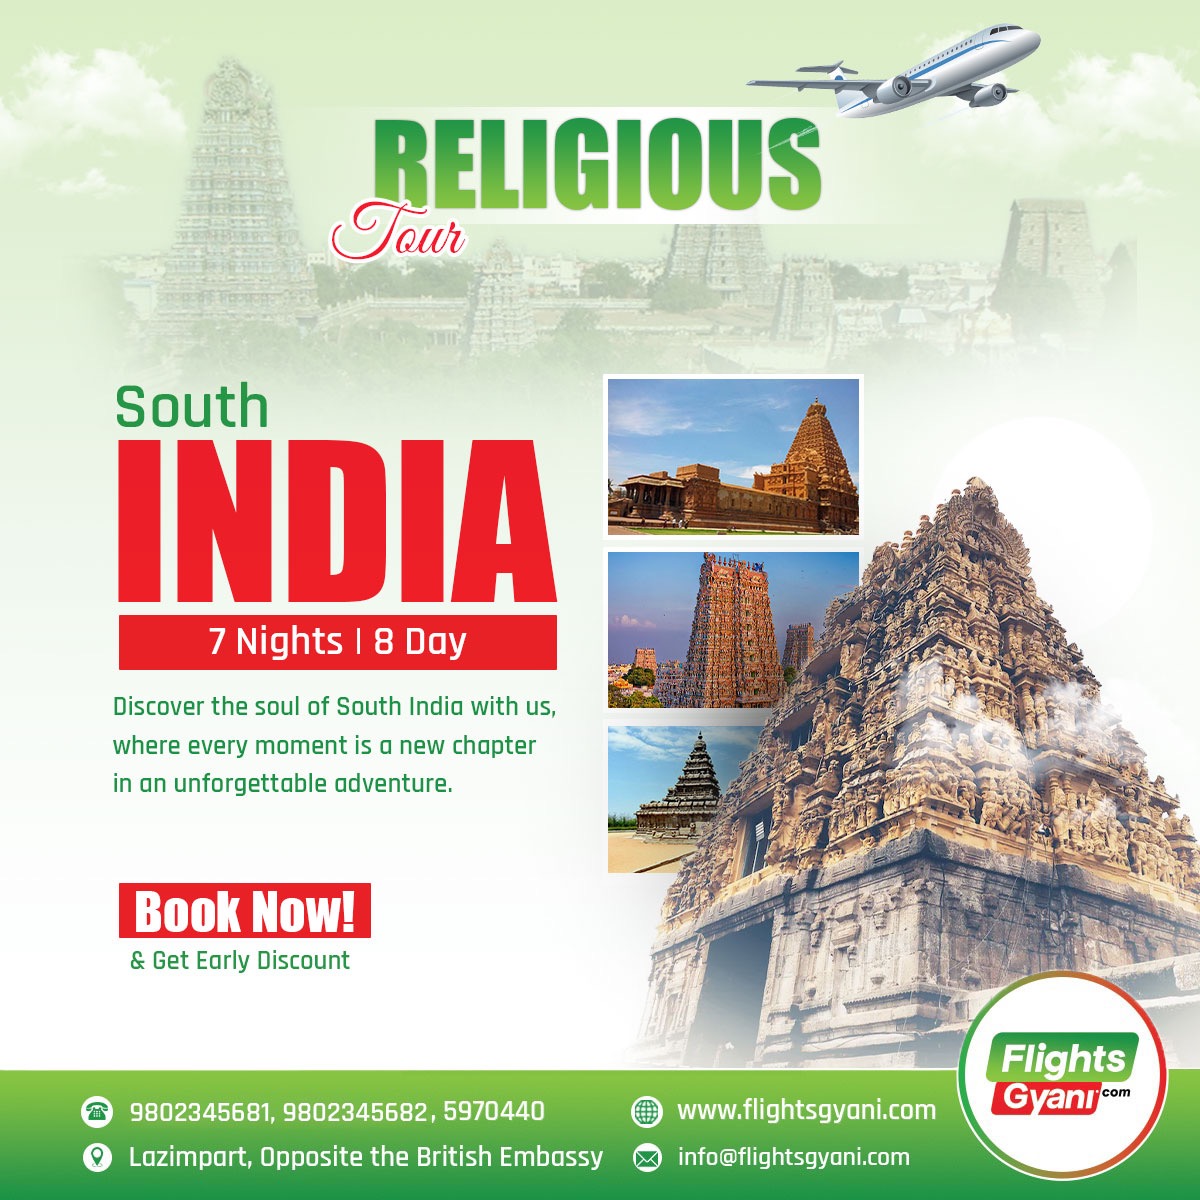 RELIGIOUS
Tour
South
INDIA
7 Nights | 8 Day
Discover the soul of South India with us,
where every moment is a new chapter
in an unforgettable adventure.
Book Now!
& Get Early Discount
Flights
Gyani.com
9802345681, 9802345682, 5970440
www.flightsgyani.com
Lazimpart, Opposite the British Embassy
info@flightsgyani.com